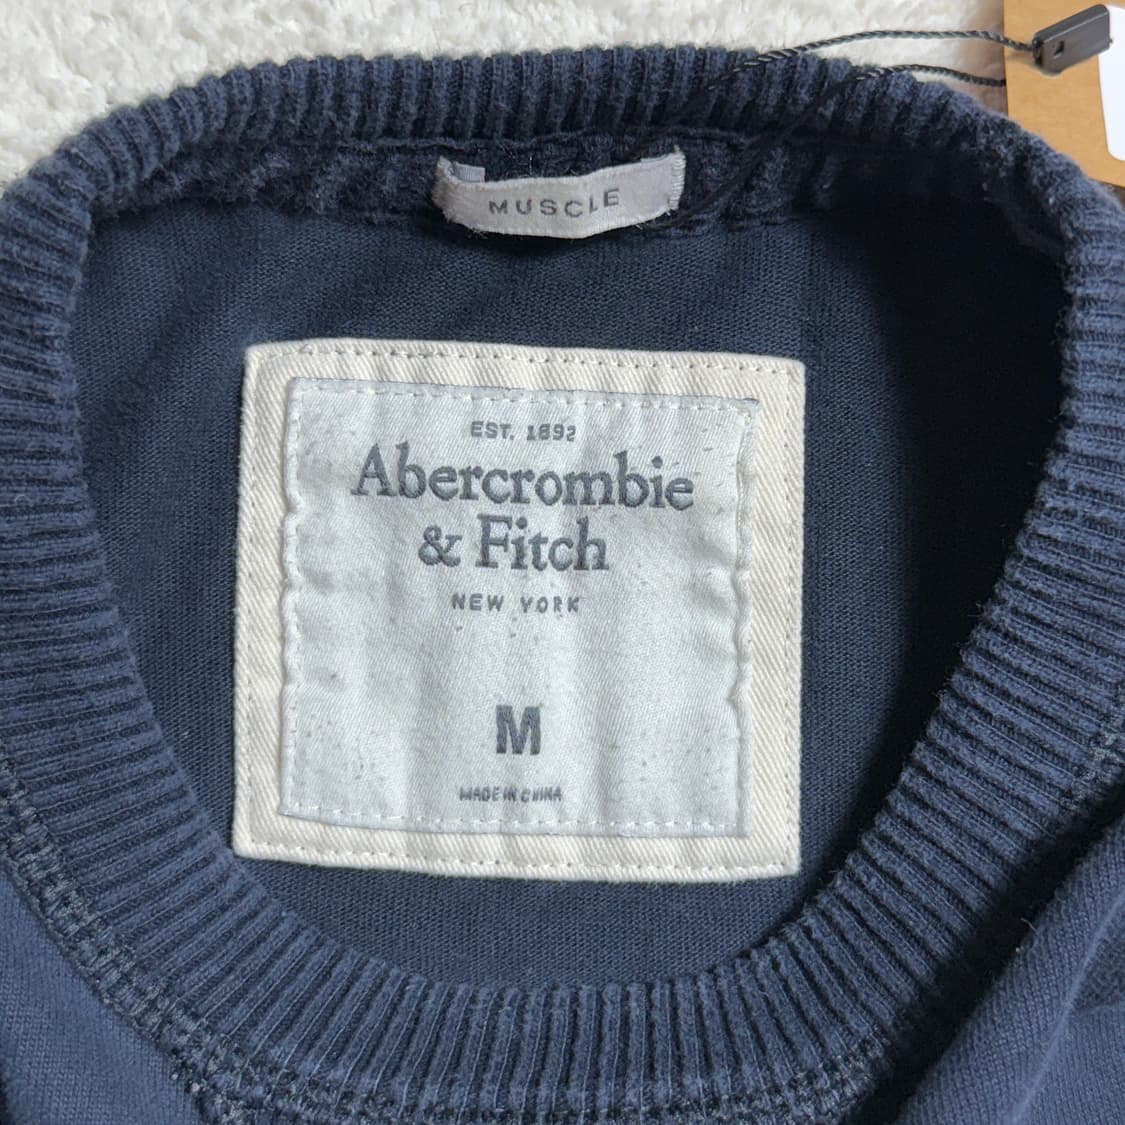 MUSCLE
EST. 1892
Abercrombie
& Fitch
NEW YORK
M
MADE IN CHINA